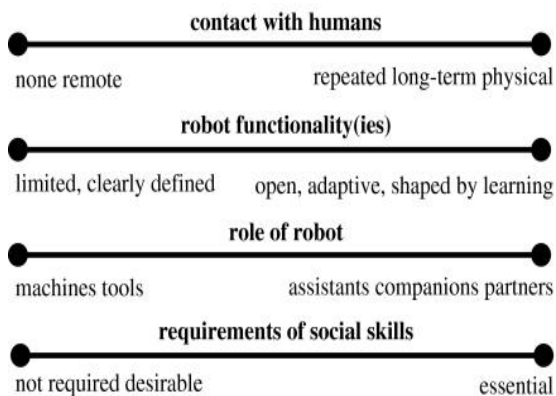 contact with humans
none remote repeated long-term physical
robot functionality(ies)
limited, clearly defined open, adaptive, shaped by learning
role of robot
machines tools assistants companions partners
requirements of social skills
not required desirable essential